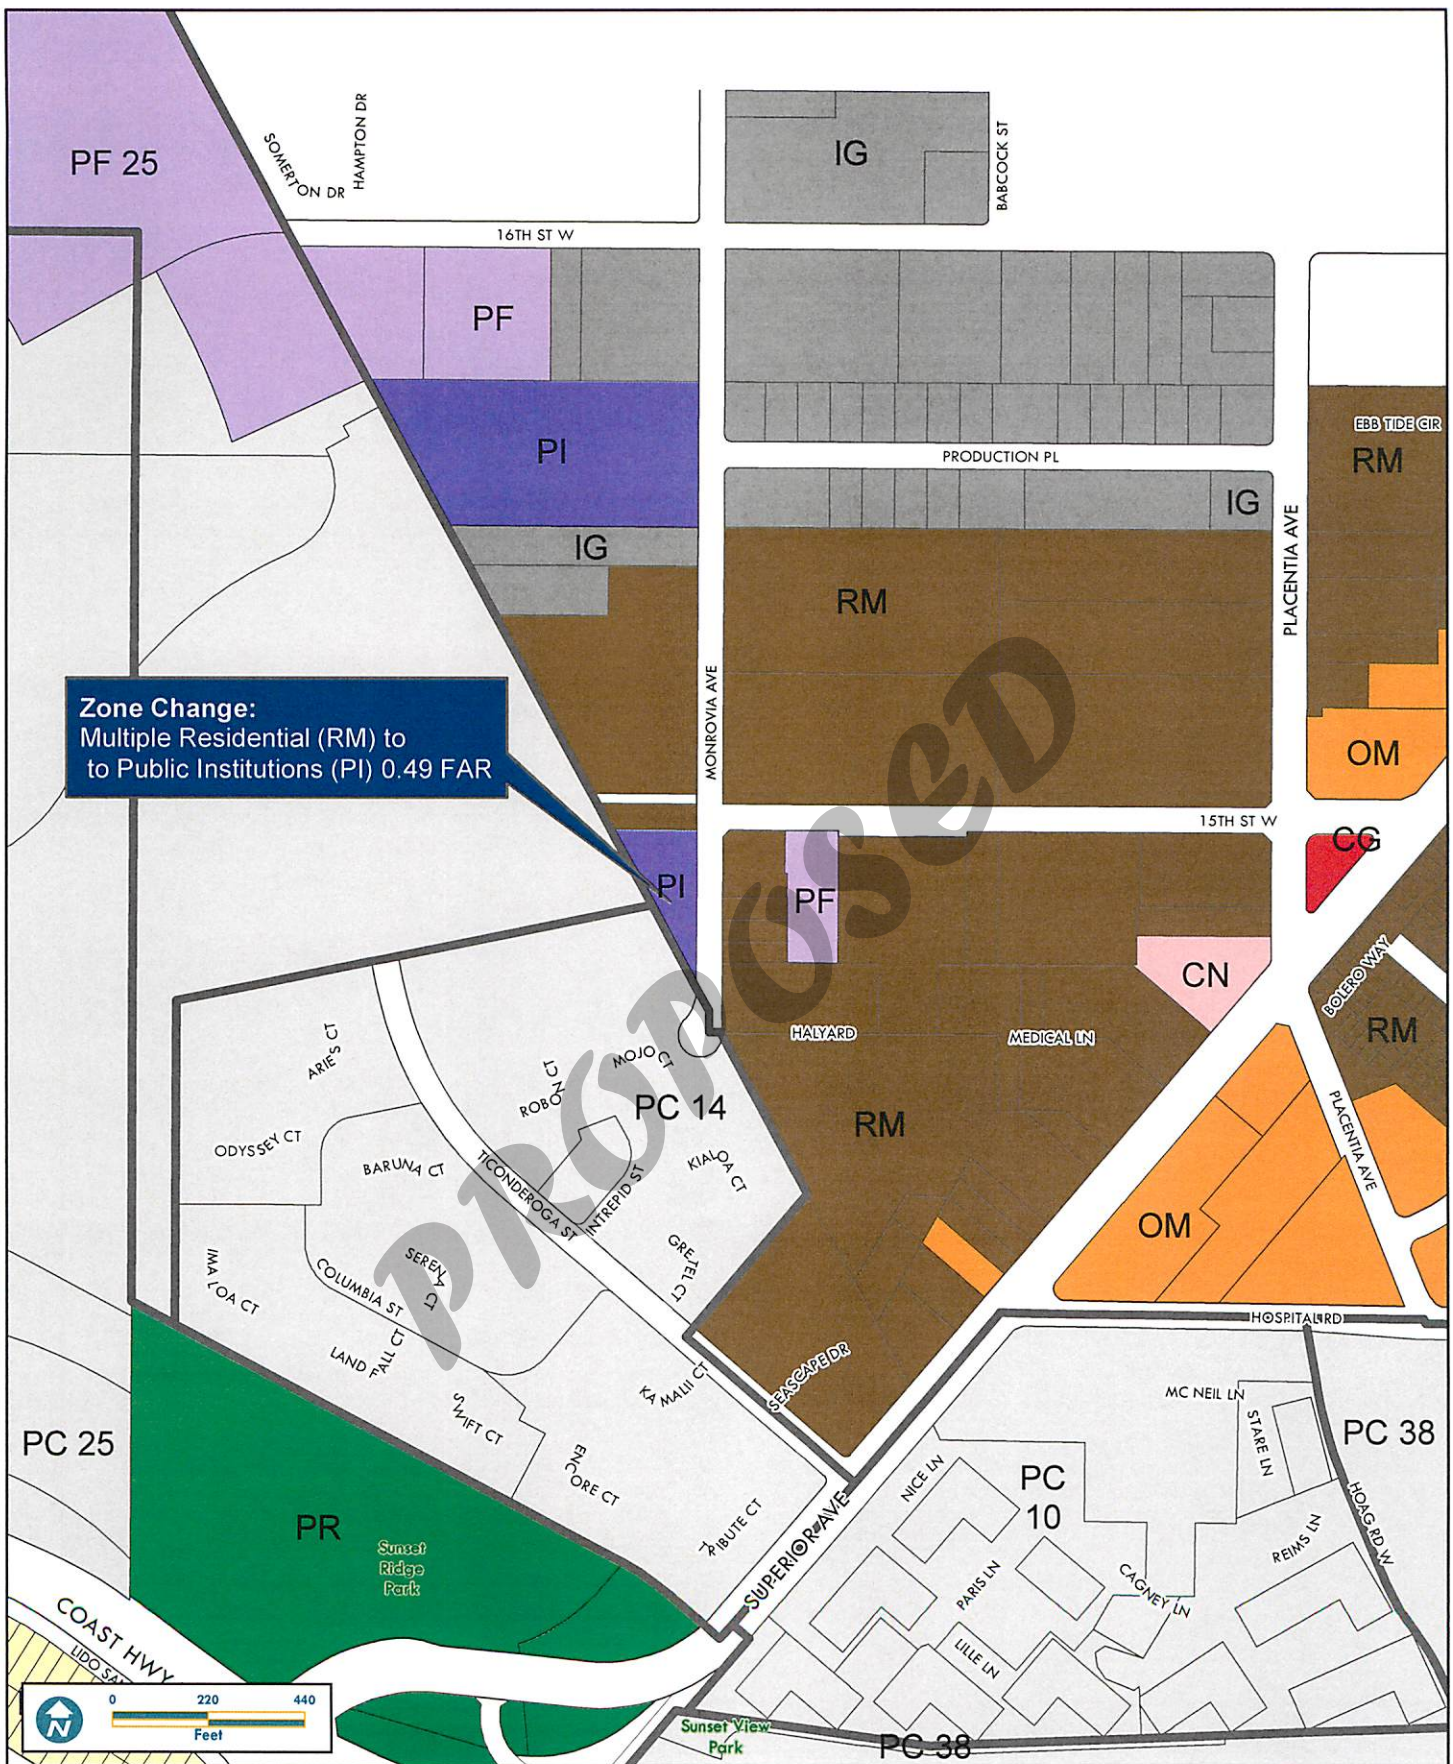 HAMPTON DR
SOMERTON DR
BABCOCK ST
IG
PF 25
16TH ST W
PF
EBB TIDE CIR
PI
PRODUCTION PL
RM
IG
IG
PLACENTIA AVE
RM
MONROVIA AVE
Zone Change:
Multiple Residential (RM) to
to Public Institutions (PI) 0.49 FAR
OM
15TH ST W
CG
PI
PF
CN
BOLERO WAY
RM
HALYARD
MEDICAL LN
ARIES CT
MOJO CT
ROBON CT
PC 14
RM
PLACENTIA AVE
ODYSSEY CT
BARUNA CT
TICONDEROGA ST
INTREPID ST
KIALOA CT
OM
PROPOSED
IMA LOA CT
COLUMBIA ST
SERENA CT
GRETEL CT
HOSPITAL RD
LAND FALL CT
KA MALII CT
SEASCAPE DR
MC NEIL LN
STARE LN
PC 38
SWIFT CT
PC 25
ENCORE CT
NICE LN
PC
10
HOAG RD W
PR
Sunset
Ridge
Park
TRIBUTE CT
SUPERIOR AVE
REIMS LN
PARIS LN
CAGNEY LN
COAST HWY
LILLE LN
LIDO SAN
N
0 220 440
Feet
Sunset View
Park
PC 38